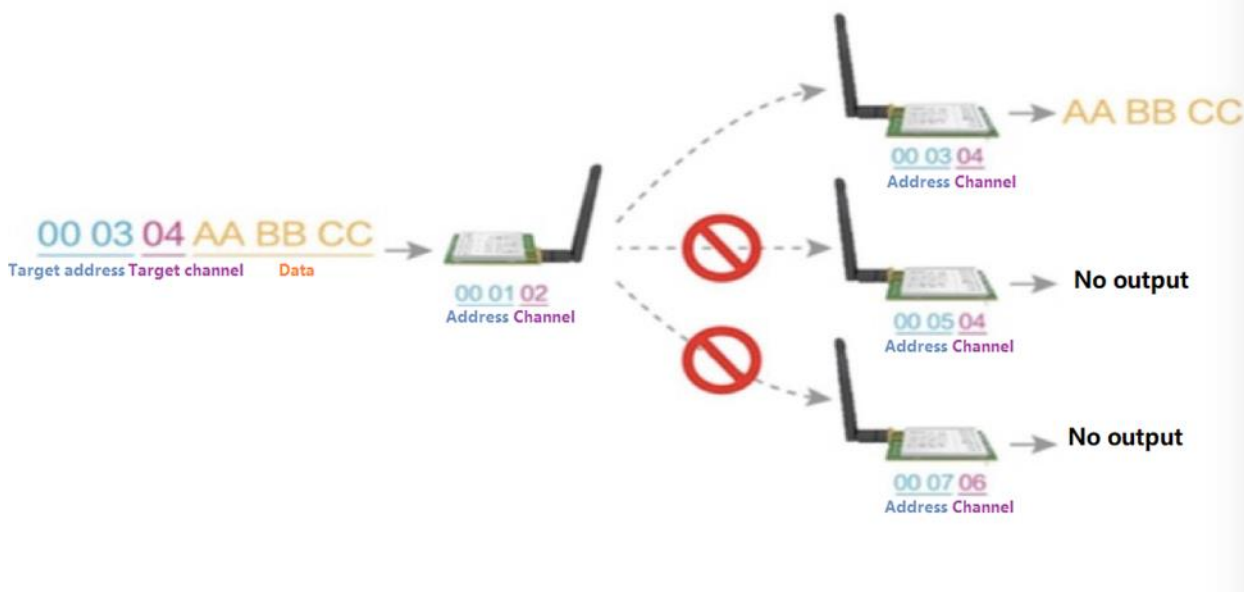 00 03 04 AA BB CC
Target address Target channel Data
00 01 02
Address Channel
AA BB CC
00 03 04
Address Channel
No output
00 05 04
Address Channel
No output
00 07 06
Address Channel